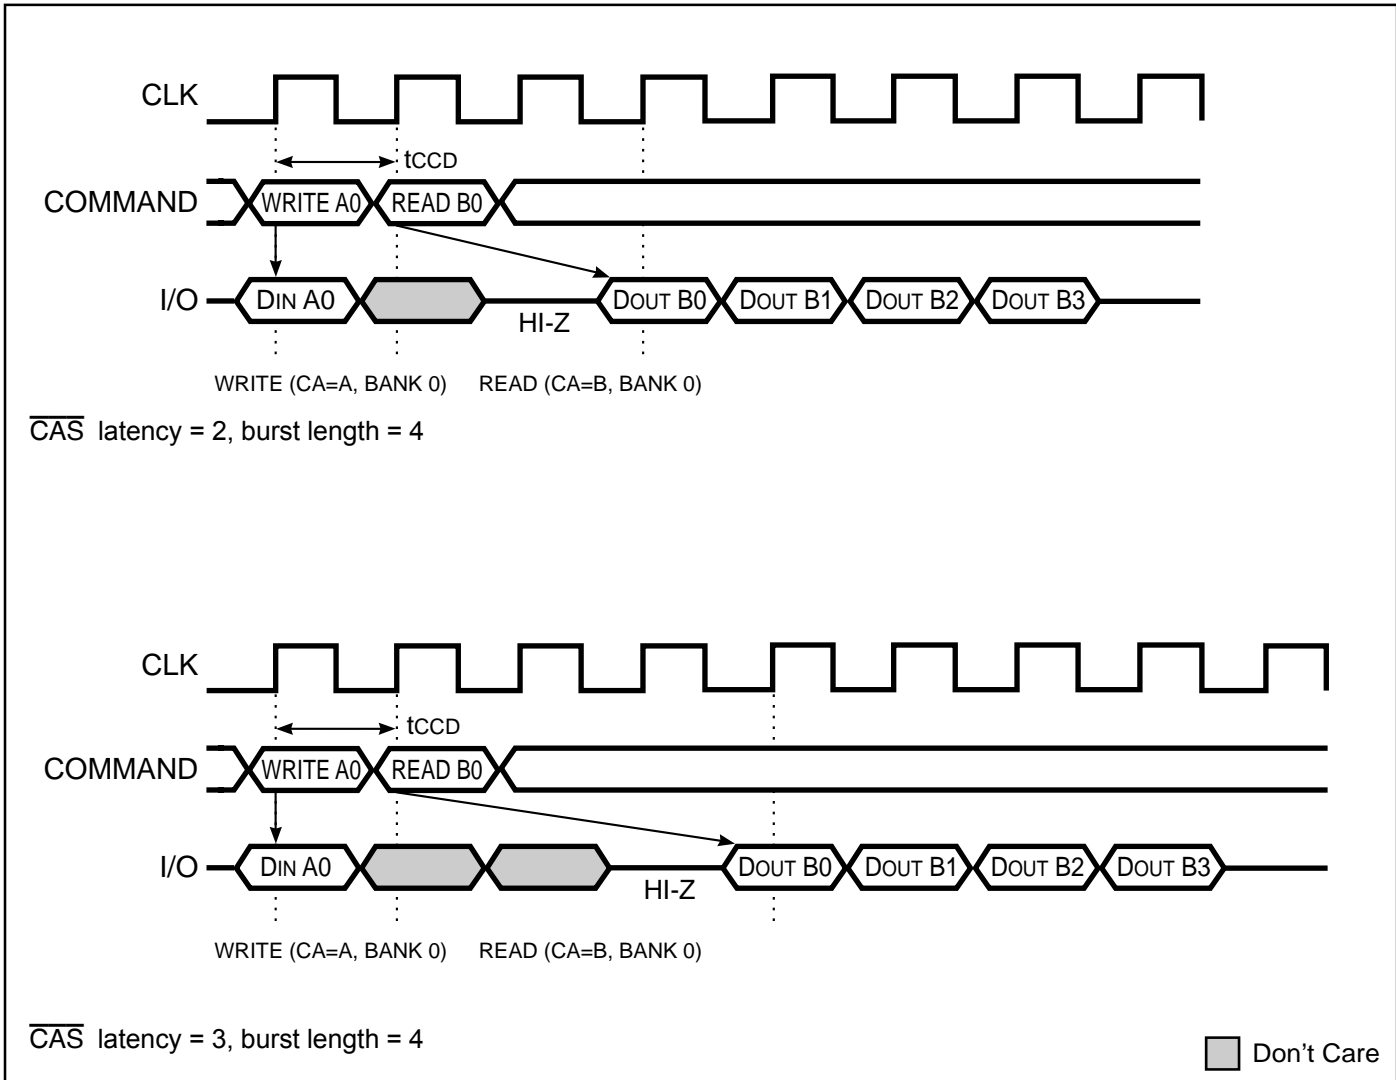 CLK
tCCD
COMMAND WRITE A0 READ B0
I/O DIN A0 DOUT B0 DOUT B1 DOUT B2 DOUT B3
HI-Z
WRITE (CA=A, BANK 0) READ (CA=B, BANK 0)
CAS latency = 2, burst length = 4
CLK
tCCD
COMMAND WRITE A0 READ B0
I/O DIN A0 DOUT B0 DOUT B1 DOUT B2 DOUT B3
HI-Z
WRITE (CA=A, BANK 0) READ (CA=B, BANK 0)
CAS latency = 3, burst length = 4
Don't Care